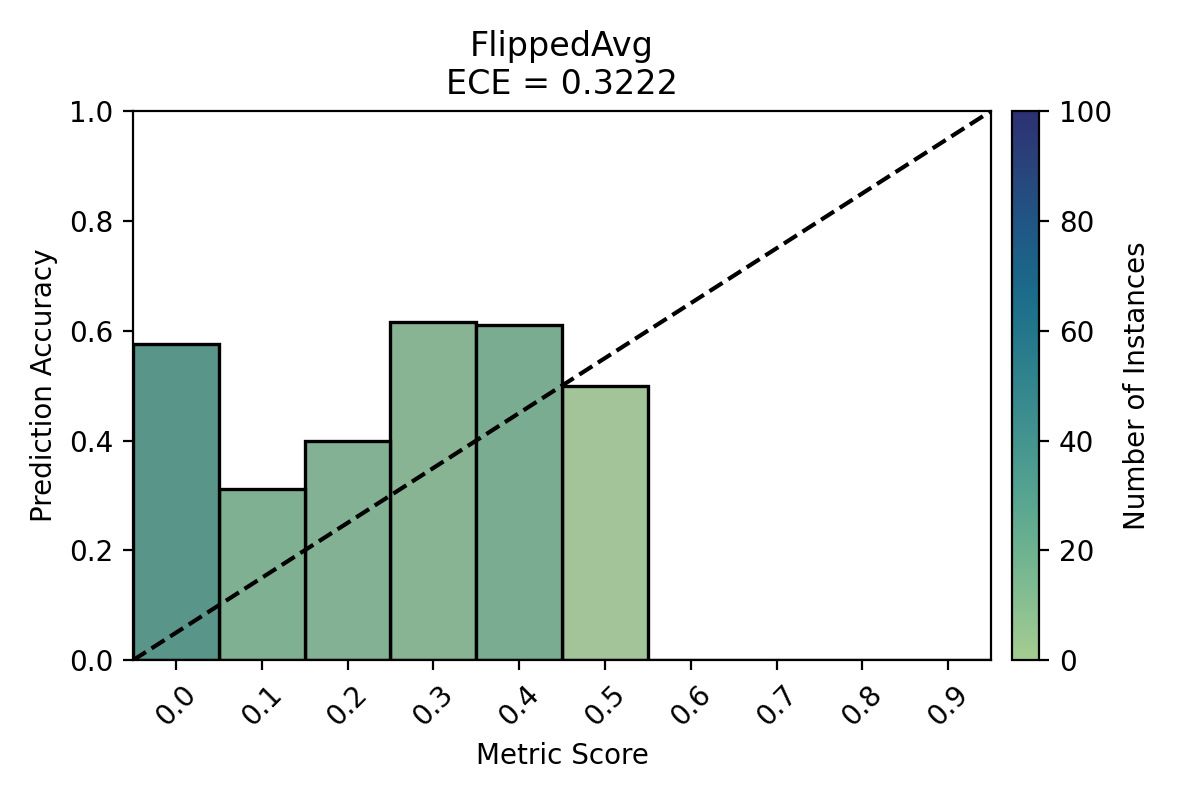 FlippedAvg
ECE = 0.3222
1.0
0.8
0.6
0.4
0.2
0.0
Prediction Accuracy
0.0 0.1 0.2 0.3 0.4 0.5 0.6 0.7 0.8 0.9
Metric Score
100
80
60
40
20
0
Number of Instances